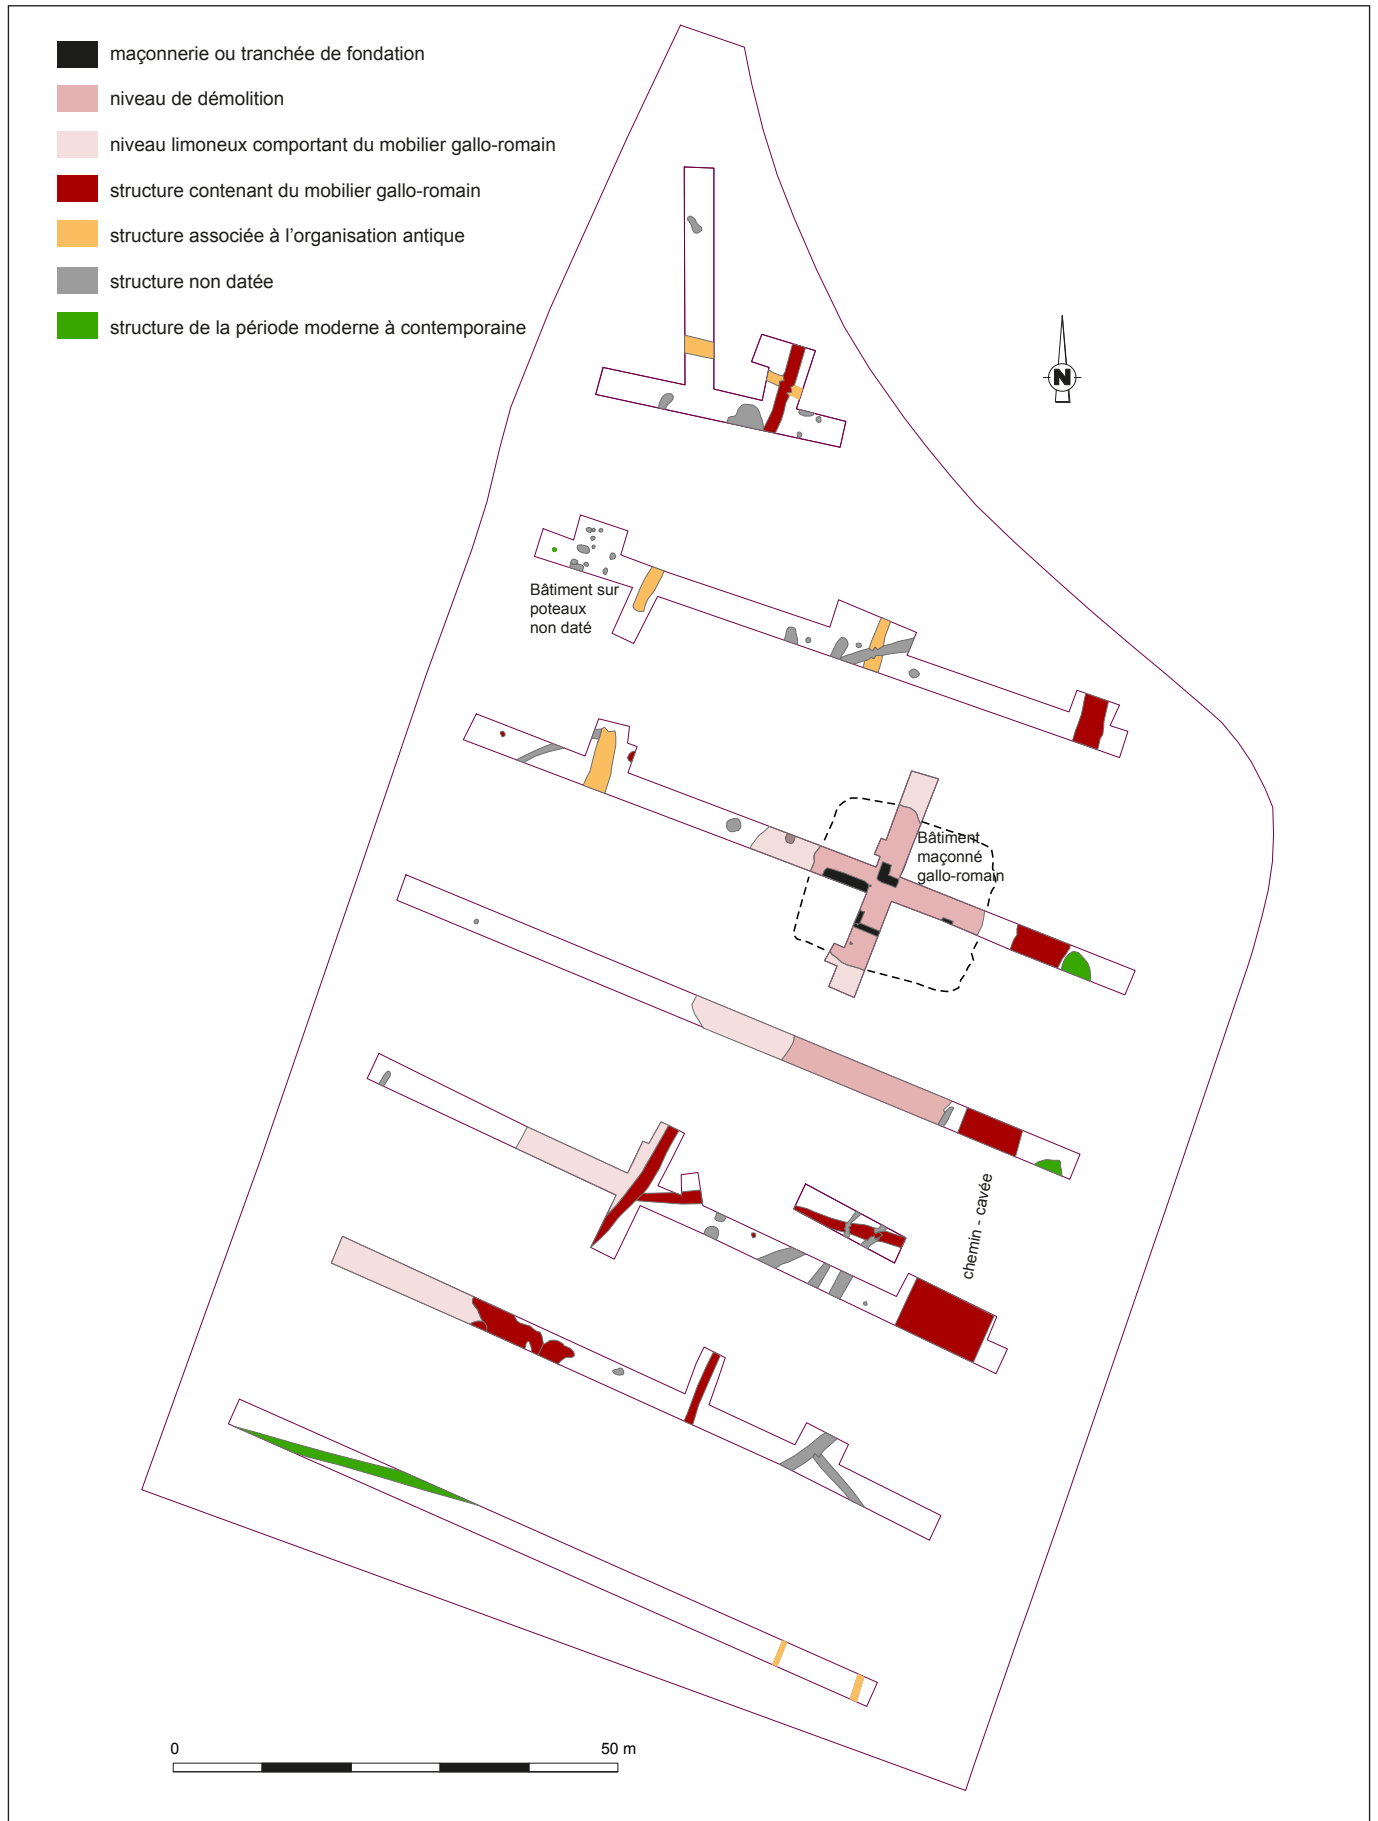 maçonnerie ou tranchée de fondation
niveau de démolition
niveau limoneux comportant du mobilier gallo-romain
structure contenant du mobilier gallo-romain
structure associée à l'organisation antique
structure non datée
structure de la période moderne à contemporaine
N
Bâtiment sur
poteaux
non daté
Bâtiment
maçonné
gallo-romain
chemin - cavée
0
50 m